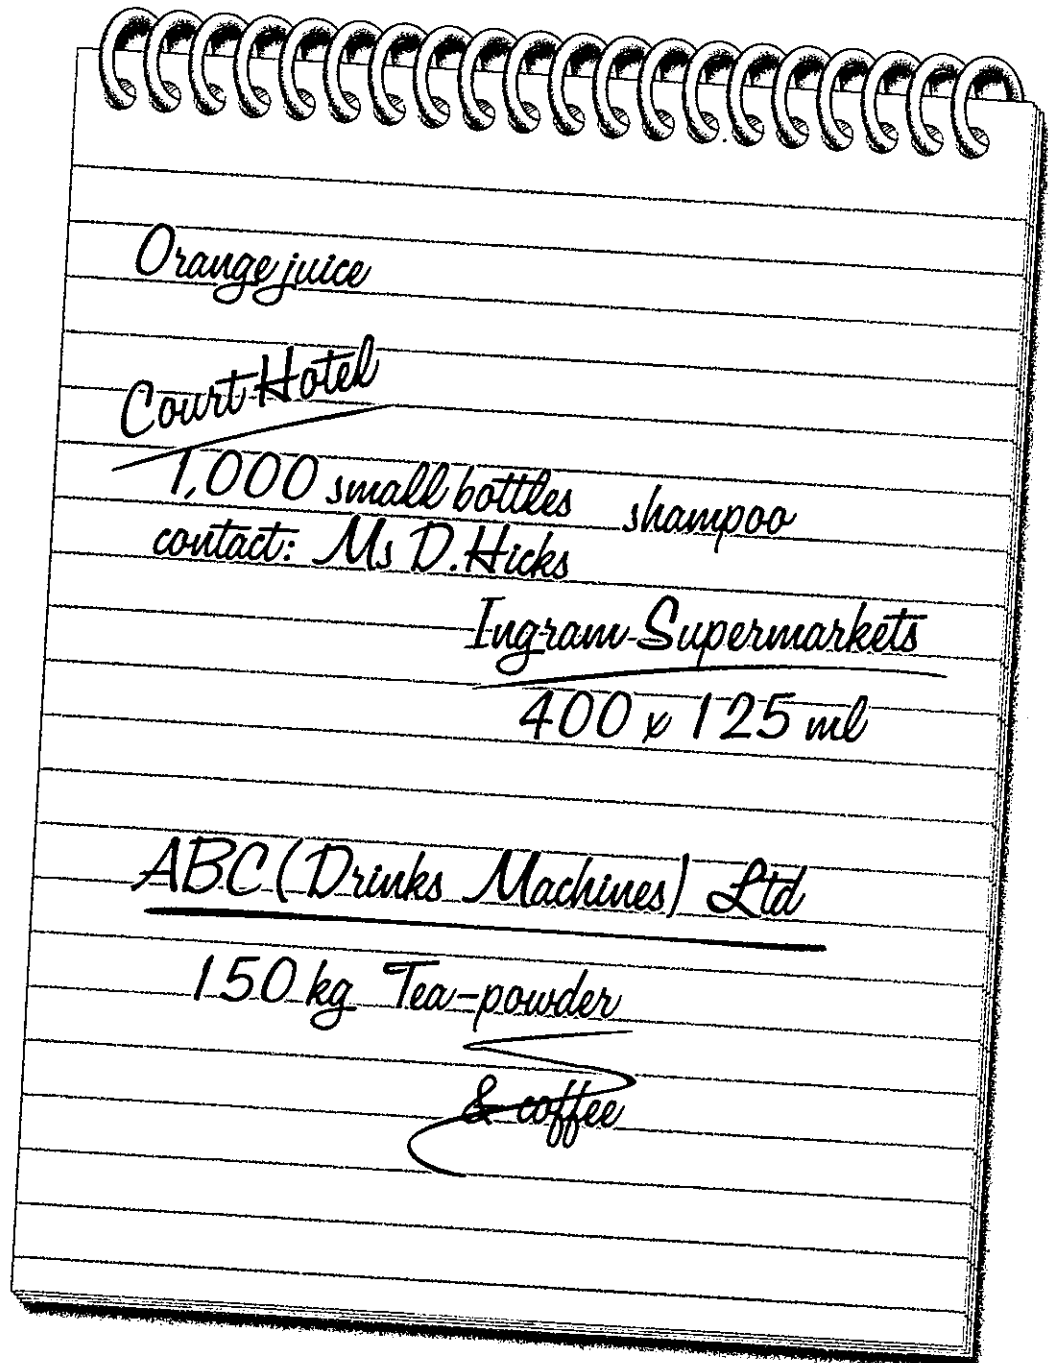 Orange juice
Court Hotel
1,000 small bottles shampoo
contact: Ms D. Hicks
Ingram Supermarkets
400 x 125 ml
ABC (Drinks Machines) Ltd
150 kg Tea-powder
& coffee